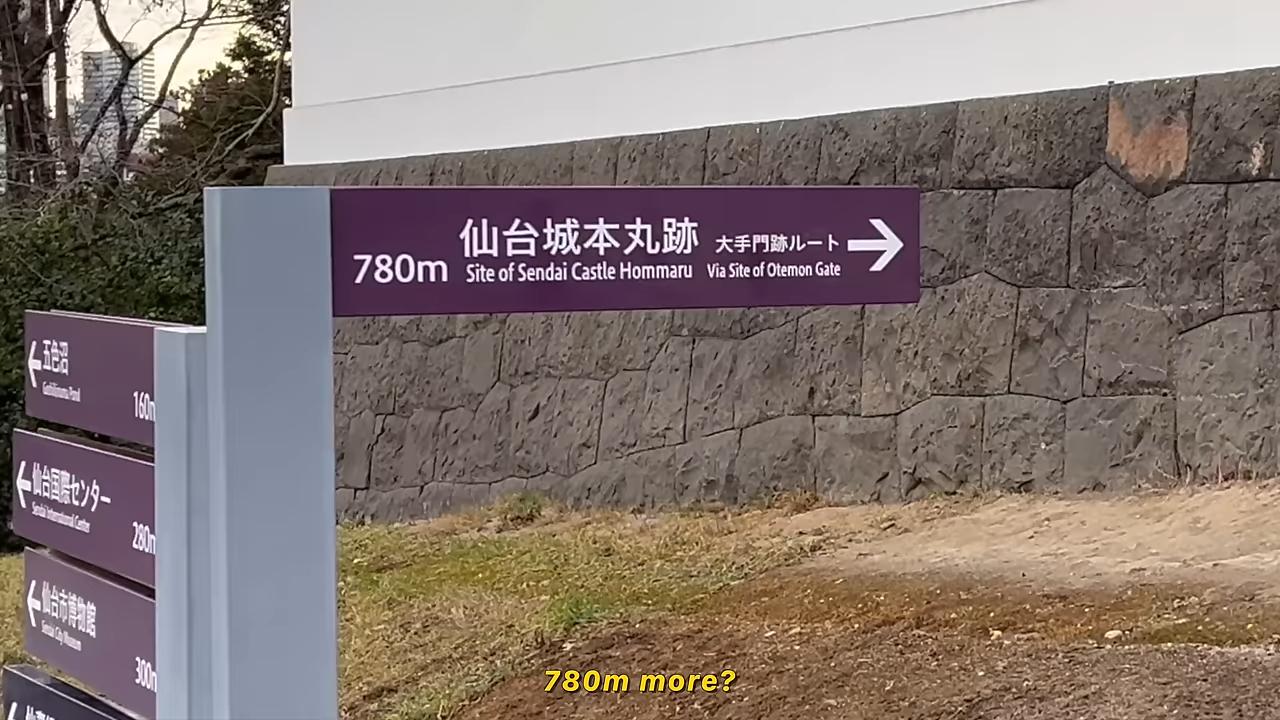 仙台城本丸跡 大手門跡ルート
780m Site of Sendai Castle Hommaru Via Site of Otemon Gate
五色沼
Goshikinuma Pond
160m
仙台国際センター
Sendai International Center
280m
仙台市博物館
Sendai City Museum
300m
780m more?